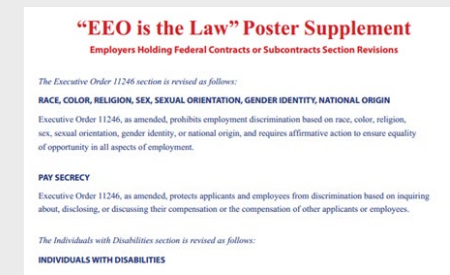 “EEO is the Law” Poster Supplement
Employers Holding Federal Contracts or Subcontracts Section Revisions
The Executive Order 11246 section is revised as follows:
RACE, COLOR, RELIGION, SEX, SEXUAL ORIENTATION, GENDER IDENTITY, NATIONAL ORIGIN
Executive Order 11246, as amended, prohibits employment discrimination based on race, color, religion,
sex, sexual orientation, gender identity, or national origin, and requires affirmative action to ensure equality
of opportunity in all aspects of employment.
PAY SECRECY
Executive Order 11246, as amended, protects applicants and employees from discrimination based on inquiring
about, disclosing, or discussing their compensation or the compensation of other applicants or employees.
The Individuals with Disabilities section is revised as follows:
INDIVIDUALS WITH DISABILITIES